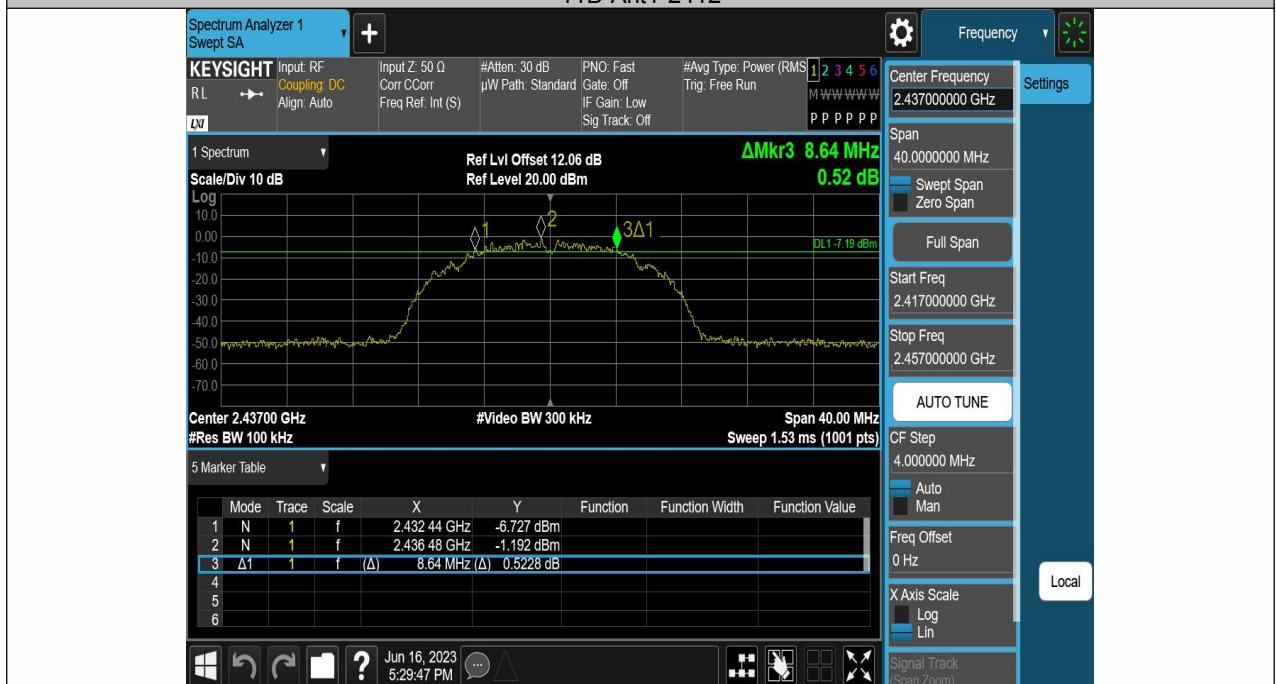 Spectrum Analyzer 1
Swept SA
+
Frequency
KEYSIGHT
RL
LXI
Input: RF
Coupling: DC
Align: Auto
Input Z: 50 Ω
Corr CCorr
Freq Ref: Int (S)
#Atten: 30 dB
µW Path: Standard
PNO: Fast
Gate: Off
IF Gain: Low
Sig Track: Off
#Avg Type: Power (RMS
Trig: Free Run
1 2 3 4 5 6
M W W W W W
P P P P P P
1 Spectrum
Scale/Div 10 dB
Ref Lvl Offset 12.06 dB
Ref Level 20.00 dBm
ΔMkr3 8.64 MHz
0.52 dB
Log
10.0
0.00
-10.0
-20.0
-30.0
-40.0
-50.0
-60.0
-70.0
1
2
3Δ1
DL1 -7.19 dBm
Center 2.43700 GHz
#Res BW 100 kHz
#Video BW 300 kHz
Span 40.00 MHz
Sweep 1.53 ms (1001 pts)
5 Marker Table
Mode Trace Scale X Y Function Function Width Function Value
1 N 1 f 2.432 44 GHz -6.727 dBm
2 N 1 f 2.436 48 GHz -1.192 dBm
3 Δ1 1 f (Δ) 8.64 MHz (Δ) 0.5228 dB
4
5
6
?
Jun 16, 2023
5:29:47 PM
Center Frequency
2.437000000 GHz
Span
40.0000000 MHz
Swept Span
Zero Span
Full Span
Start Freq
2.417000000 GHz
Stop Freq
2.457000000 GHz
AUTO TUNE
CF Step
4.000000 MHz
Auto
Man
Freq Offset
0 Hz
X Axis Scale
Log
Lin
Signal Track
(Span Zoom)
Settings
Local